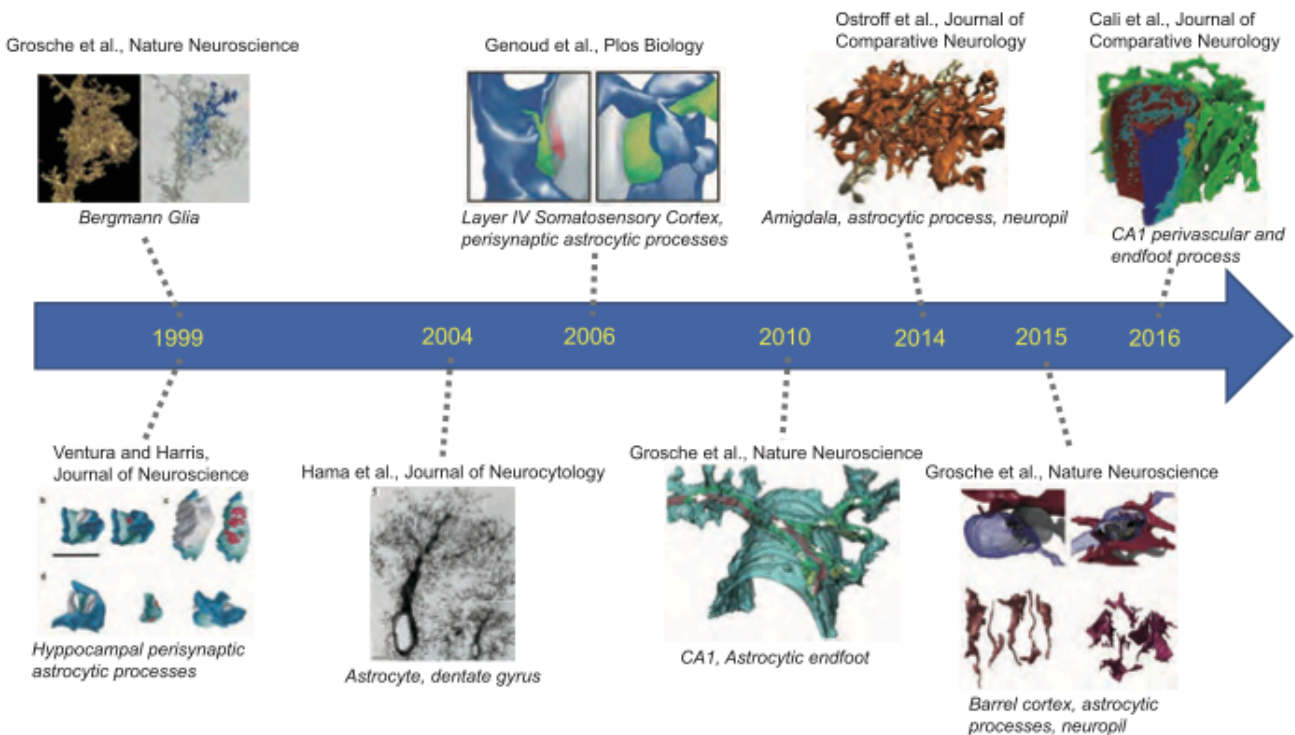 Grosche et al., Nature Neuroscience
Bergmann Glia
Genoud et al., Plos Biology
Layer IV Somatosensory Cortex,
perisynaptic astrocytic processes
Ostroff et al., Journal of
Comparative Neurology
Amigdala, astrocytic process, neuropil
Cali et al., Journal of
Comparative Neurology
CA1 perivascular and
endfoot process
1999
2004
2006
2010
2014
2015
2016
Ventura and Harris,
Journal of Neuroscience
b
c
d
Hyppocampal perisynaptic
astrocytic processes
Hama et al., Journal of Neurocytology
Astrocyte, dentate gyrus
Grosche et al., Nature Neuroscience
CA1, Astrocytic endfoot
Grosche et al., Nature Neuroscience
Barrel cortex, astrocytic
processes, neuropil